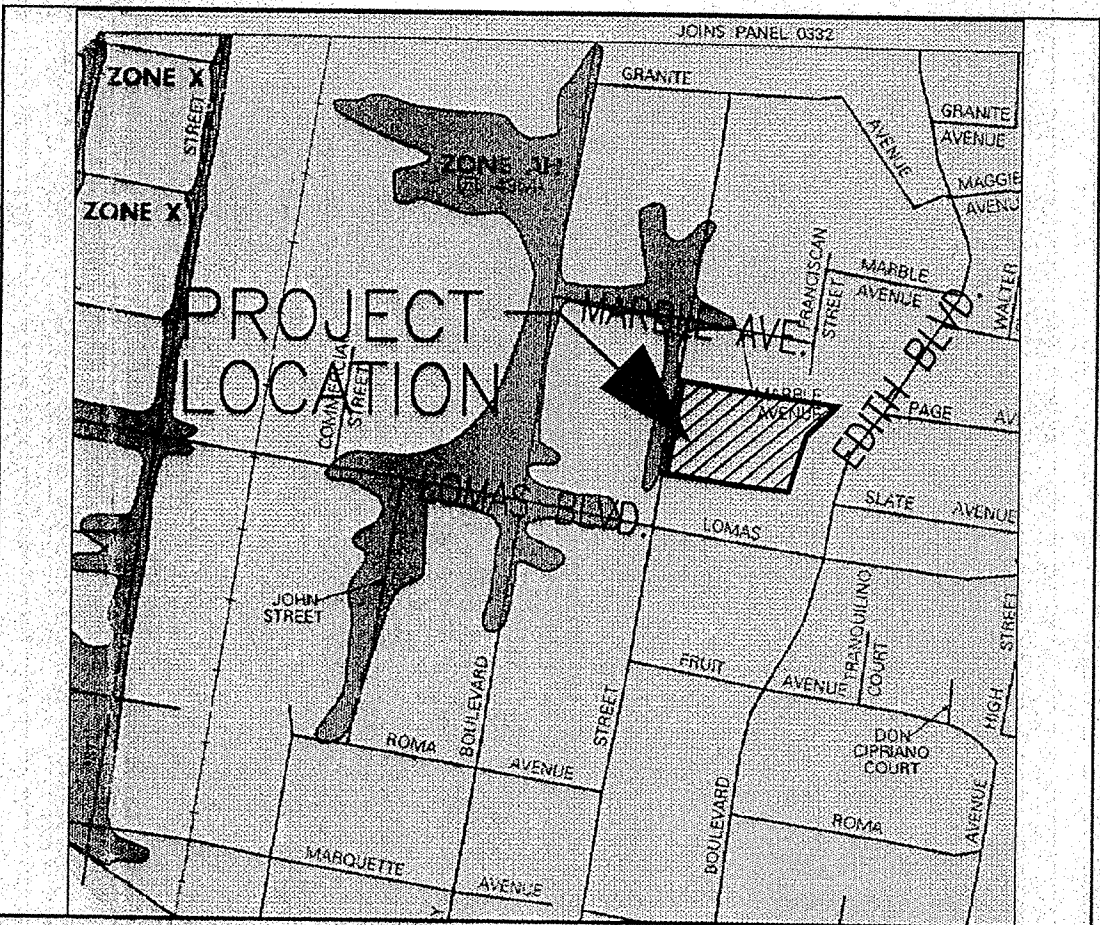 JOINS PANEL 0332
ZONE X
STREET
GRANITE
AVENUE
GRANITE
AVENUE
MAGGIE
AVENU
ZONE AH
ZONE X
FRANCISCAN
STREET
MARBLE
AVENUE
WALTER
PROJECT
LOCATION
MARBLE AVE.
EDITH BLVD.
COMMERCIAL
STREET
MARBLE
AVENUE
PAGE
AV
LOMAS BLVD.
LOMAS
SLATE AVENUE
JOHN
STREET
TRANQUILINO
COURT
STREET
FRUIT
AVENUE
HIGH
DON
CIPRIANO
COURT
BOULEVARD
STREET
ROMA
AVENUE
BOULEVARD
ROMA
AVENUE
MARQUETTE
AVENUE
Y